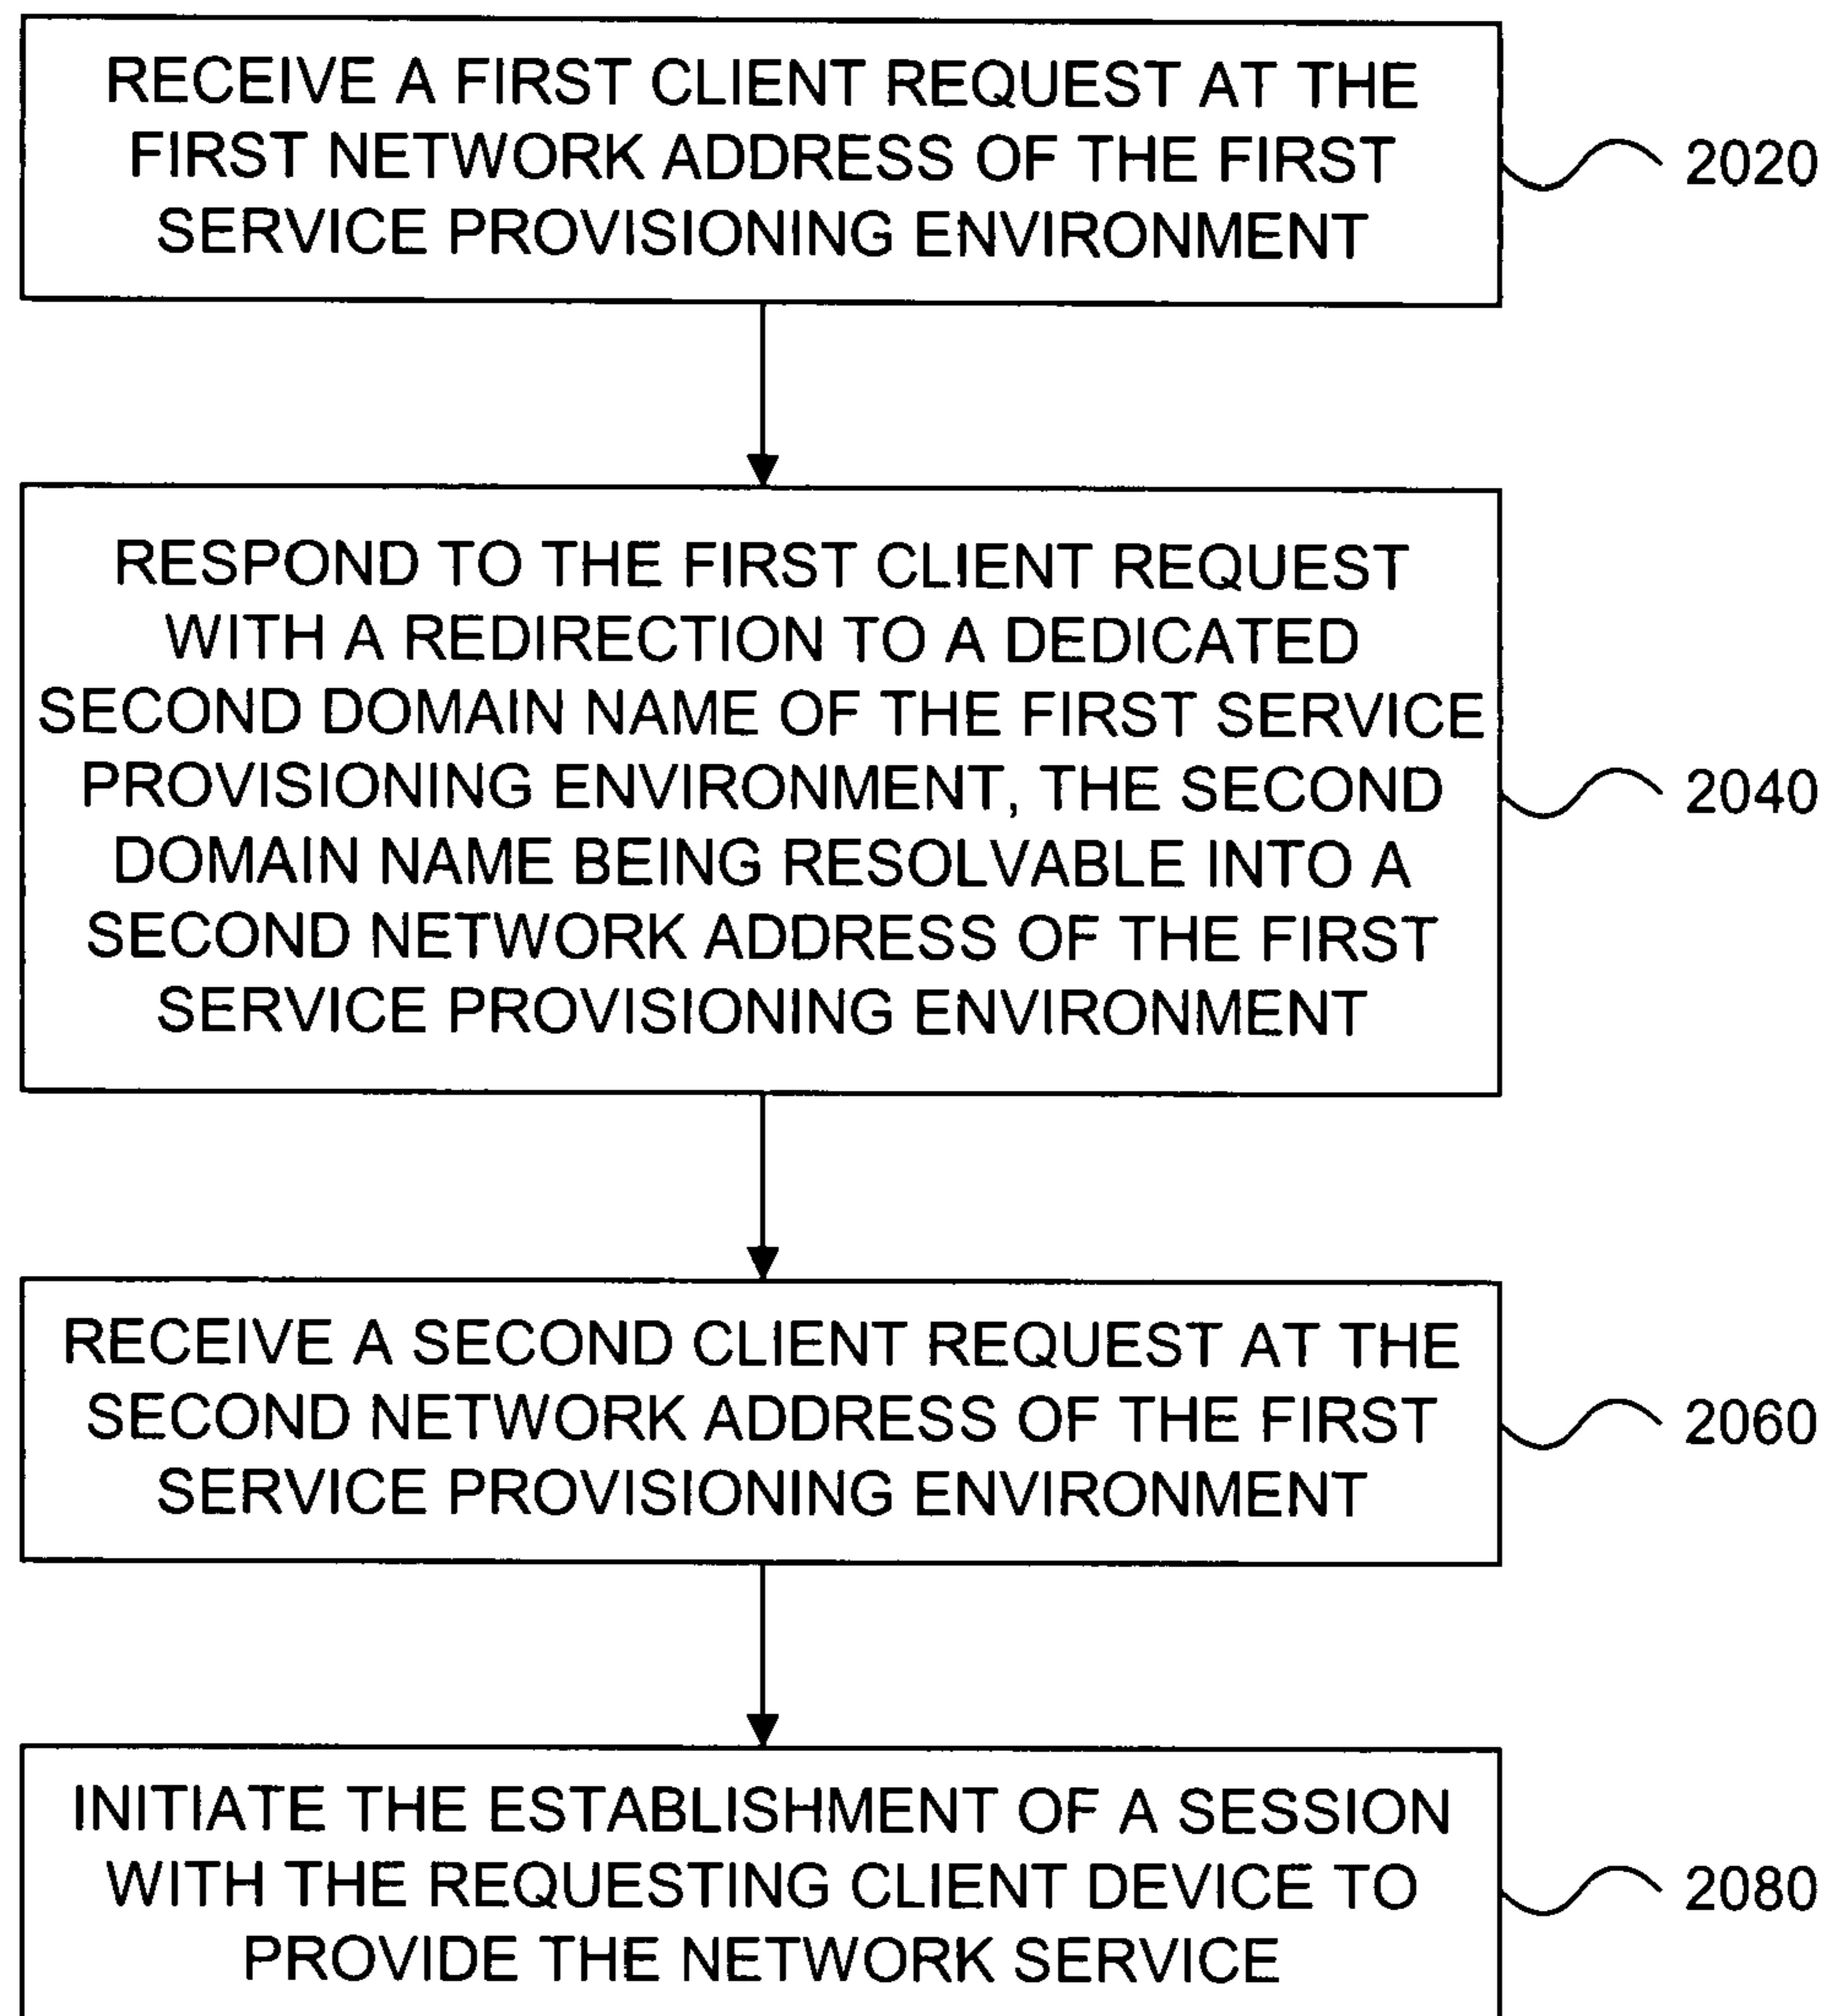 RECEIVE A FIRST CLIENT REQUEST AT THE
FIRST NETWORK ADDRESS OF THE FIRST
SERVICE PROVISIONING ENVIRONMENT
2020
RESPOND TO THE FIRST CLIENT REQUEST
WITH A REDIRECTION TO A DEDICATED
SECOND DOMAIN NAME OF THE FIRST SERVICE
PROVISIONING ENVIRONMENT, THE SECOND
DOMAIN NAME BEING RESOLVABLE INTO A
SECOND NETWORK ADDRESS OF THE FIRST
SERVICE PROVISIONING ENVIRONMENT
2040
RECEIVE A SECOND CLIENT REQUEST AT THE
SECOND NETWORK ADDRESS OF THE FIRST
SERVICE PROVISIONING ENVIRONMENT
2060
INITIATE THE ESTABLISHMENT OF A SESSION
WITH THE REQUESTING CLIENT DEVICE TO
PROVIDE THE NETWORK SERVICE
2080